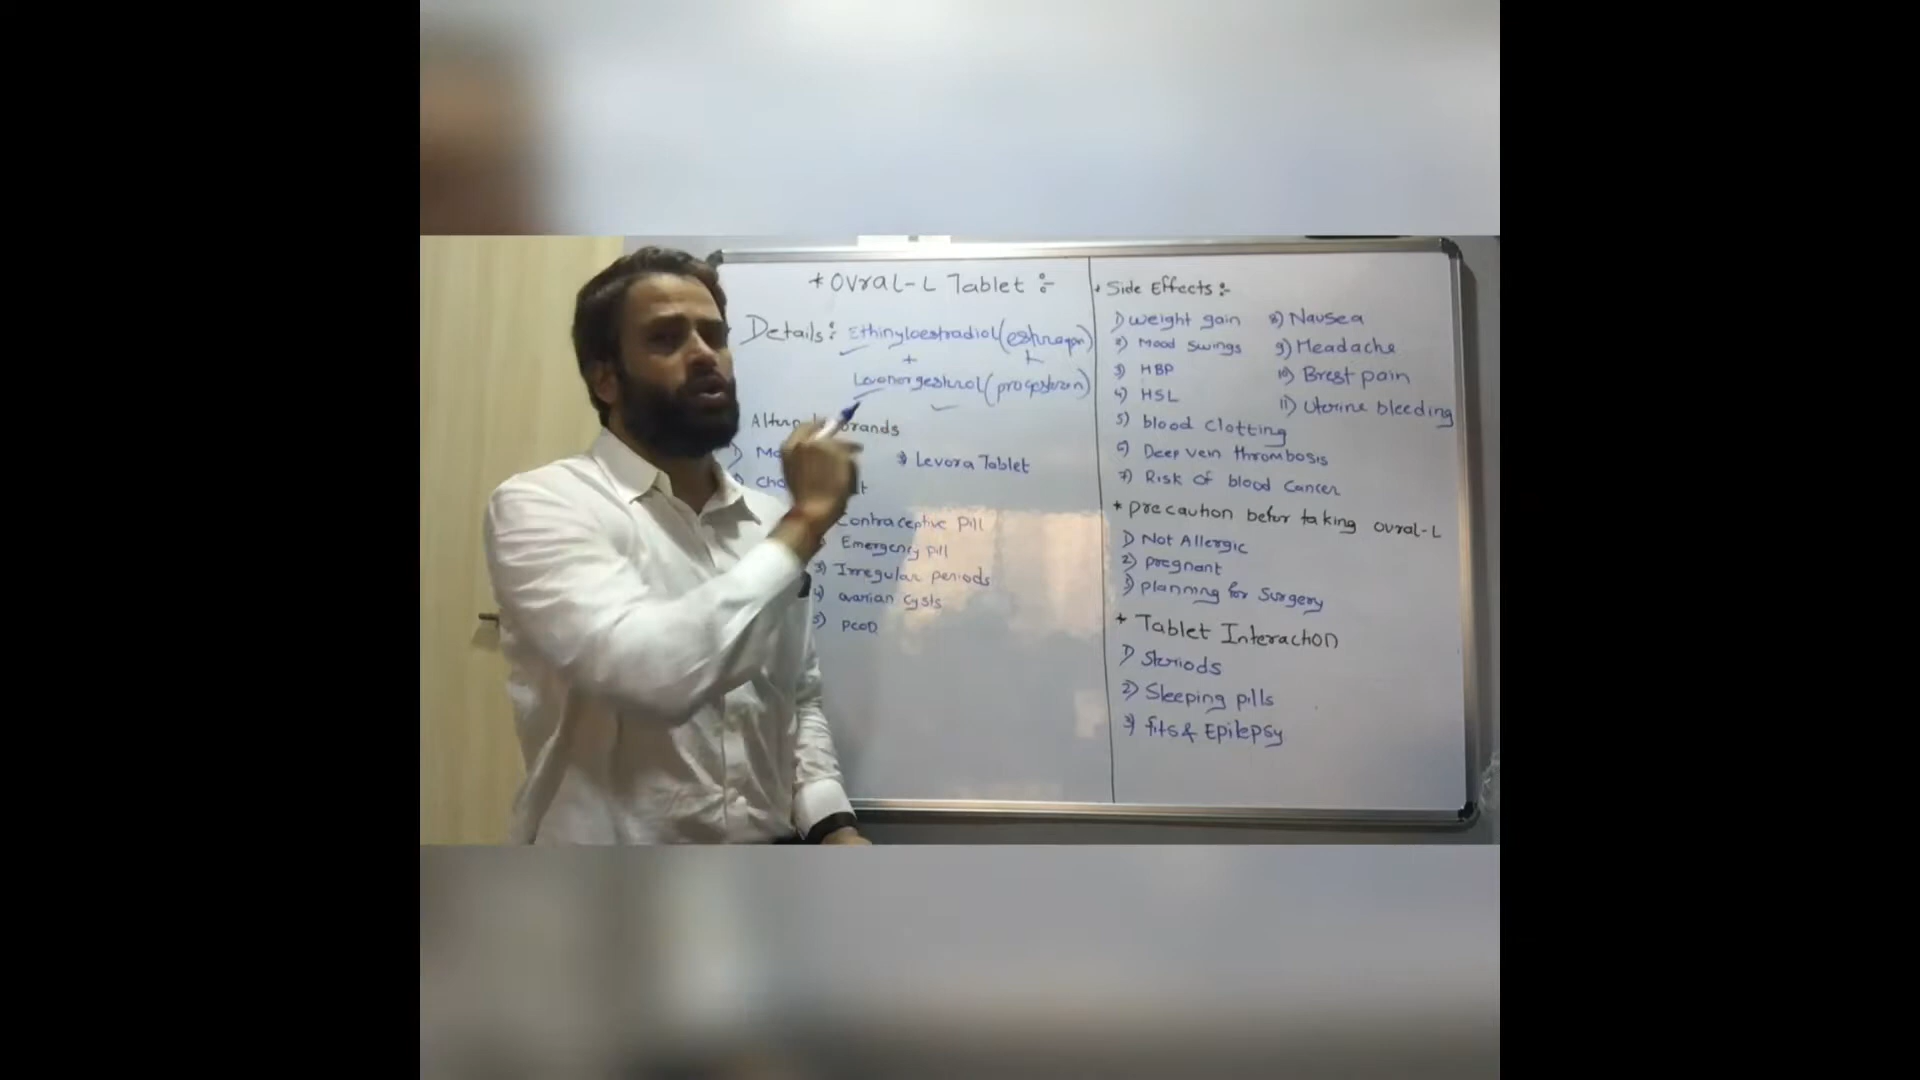 * Ovral-L Tablet :-
Details: Ethinyloestradiol (eshragon)
+
Levonorgestrol (progesteron)
brands
3) Levora Tablet
Contraceptive Pill
Emergency pill
3) Irregular periods
4) ovarian Cysts
5) PCOD
* Side Effects :-
1) weight gain
2) Mood Swings
3) HBP
4) HSL
5) blood Clotting
6) Deep vein thrombosis
7) Risk of blood Cancer
8) Nausea
9) Headache
10) Brest pain
11) Uterine bleeding
* precaution befor taking ovral-L
1) Not Allergic
2) pregnant
3) planning for Surgery
* Tablet Interaction
1) Steriods
2) Sleeping pills
3) fits & Epilepsy